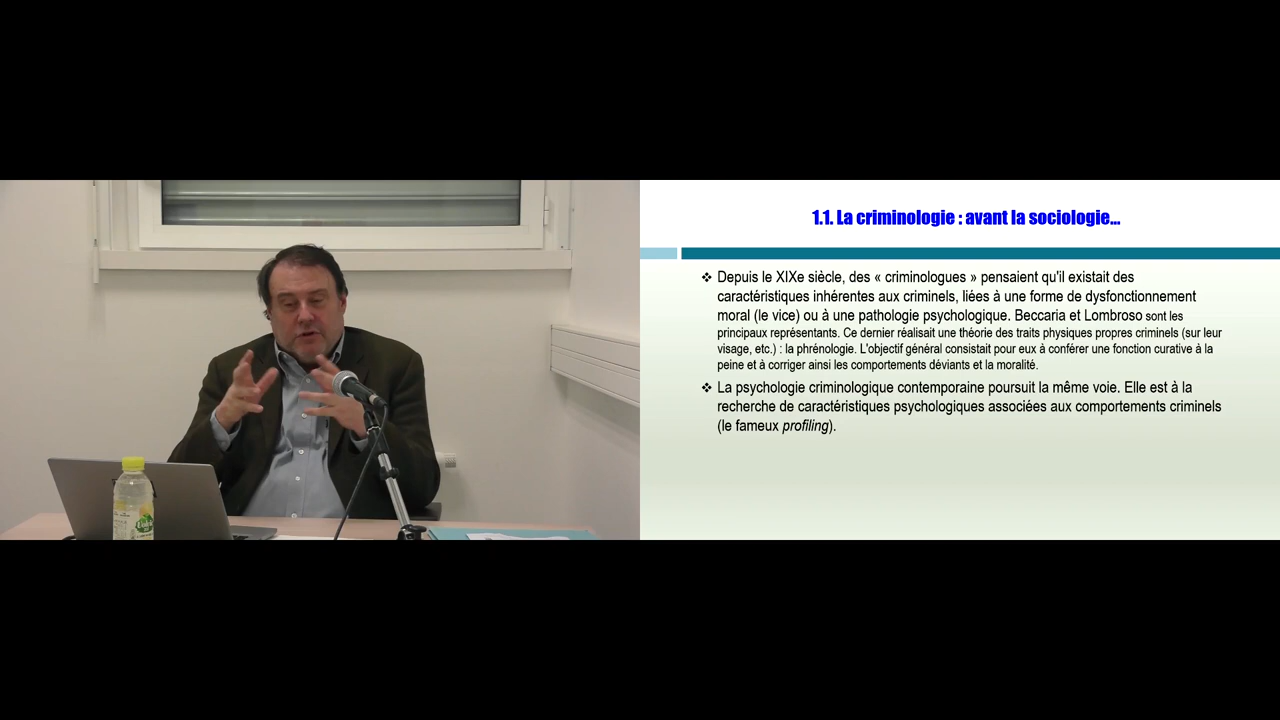 1.1. La criminologie : avant la sociologie...
❖ Depuis le XIXe siècle, des « criminologues » pensaient qu'il existait des
caractéristiques inhérentes aux criminels, liées à une forme de dysfonctionnement
moral (le vice) ou à une pathologie psychologique. Beccaria et Lombroso sont les
principaux représentants. Ce dernier réalisait une théorie des traits physiques propres criminels (sur leur
visage, etc.) : la phrénologie. L'objectif général consistait pour eux à conférer une fonction curative à la
peine et à corriger ainsi les comportements déviants et la moralité.
❖ La psychologie criminologique contemporaine poursuit la même voie. Elle est à la
recherche de caractéristiques psychologiques associées aux comportements criminels
(le fameux profiling).